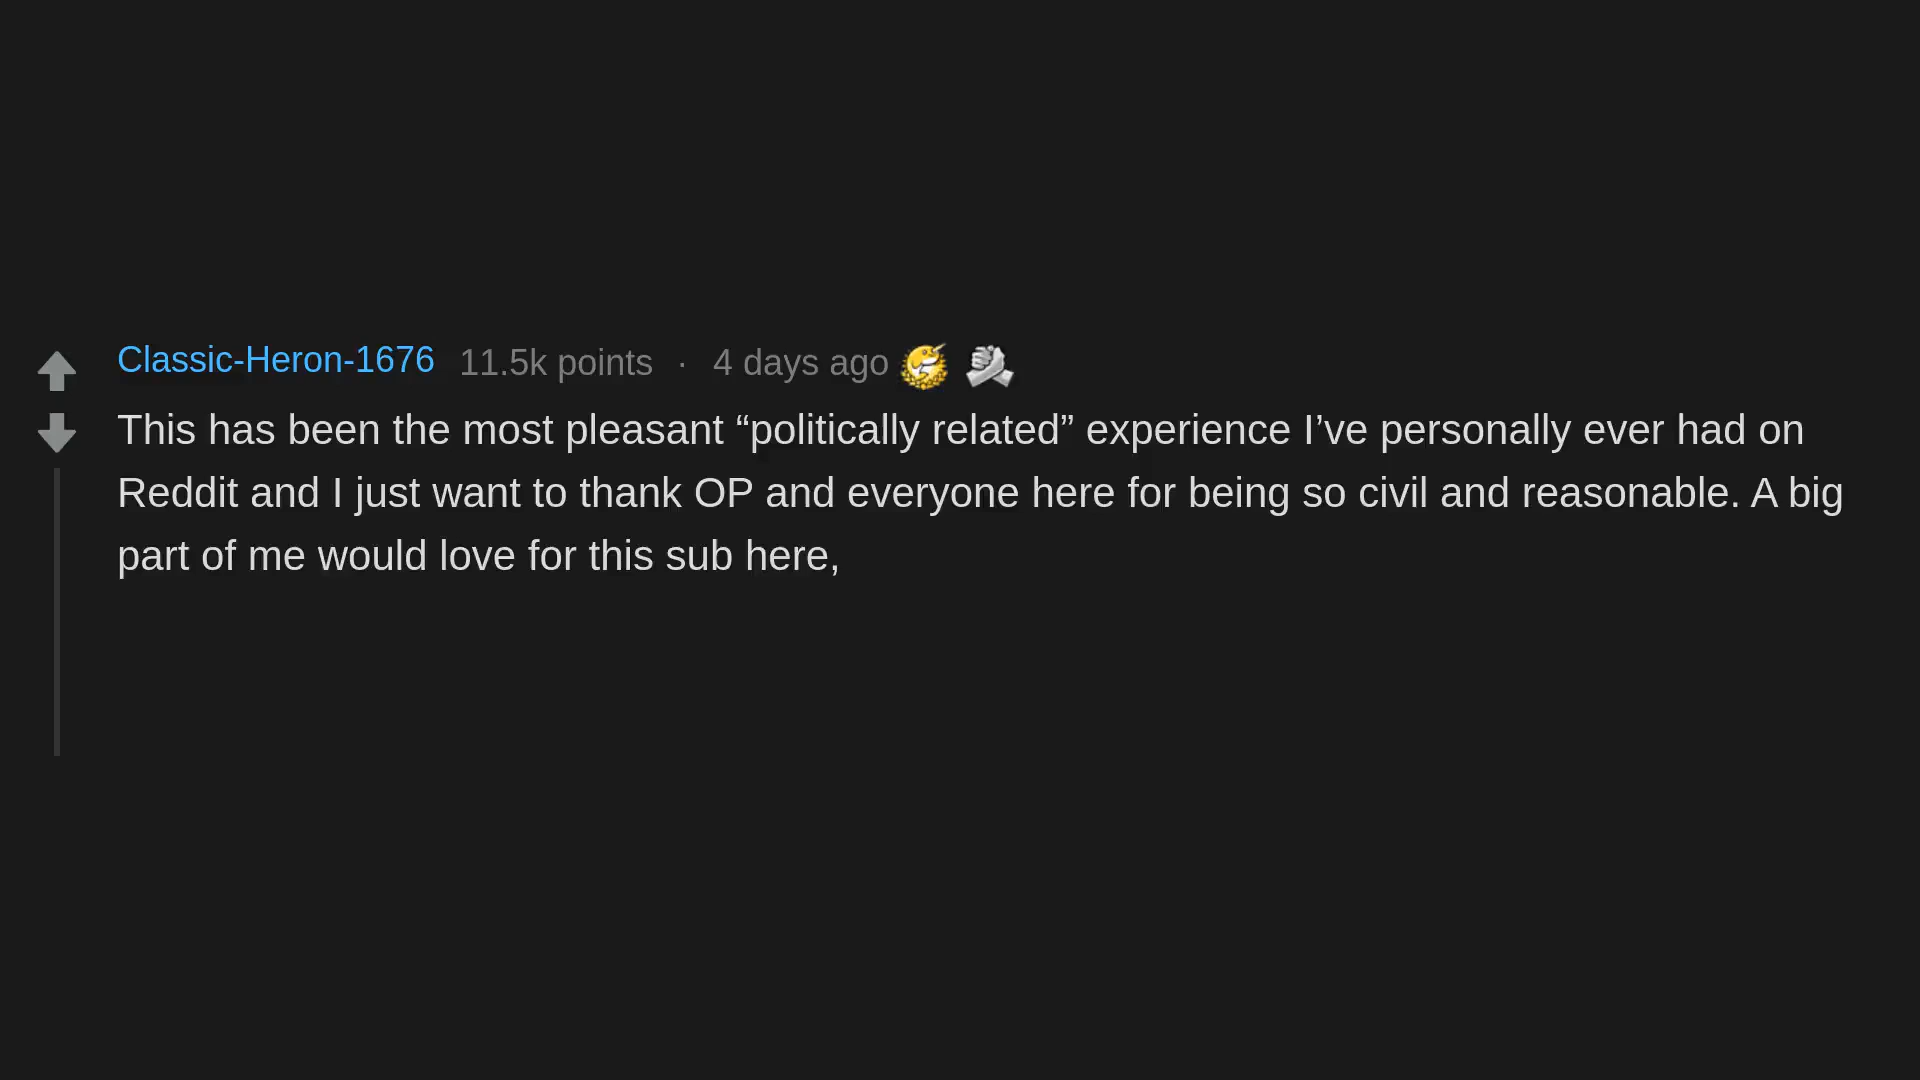 Classic-Heron-1676 11.5k points · 4 days ago
This has been the most pleasant “politically related” experience I’ve personally ever had on
Reddit and I just want to thank OP and everyone here for being so civil and reasonable. A big
part of me would love for this sub here,